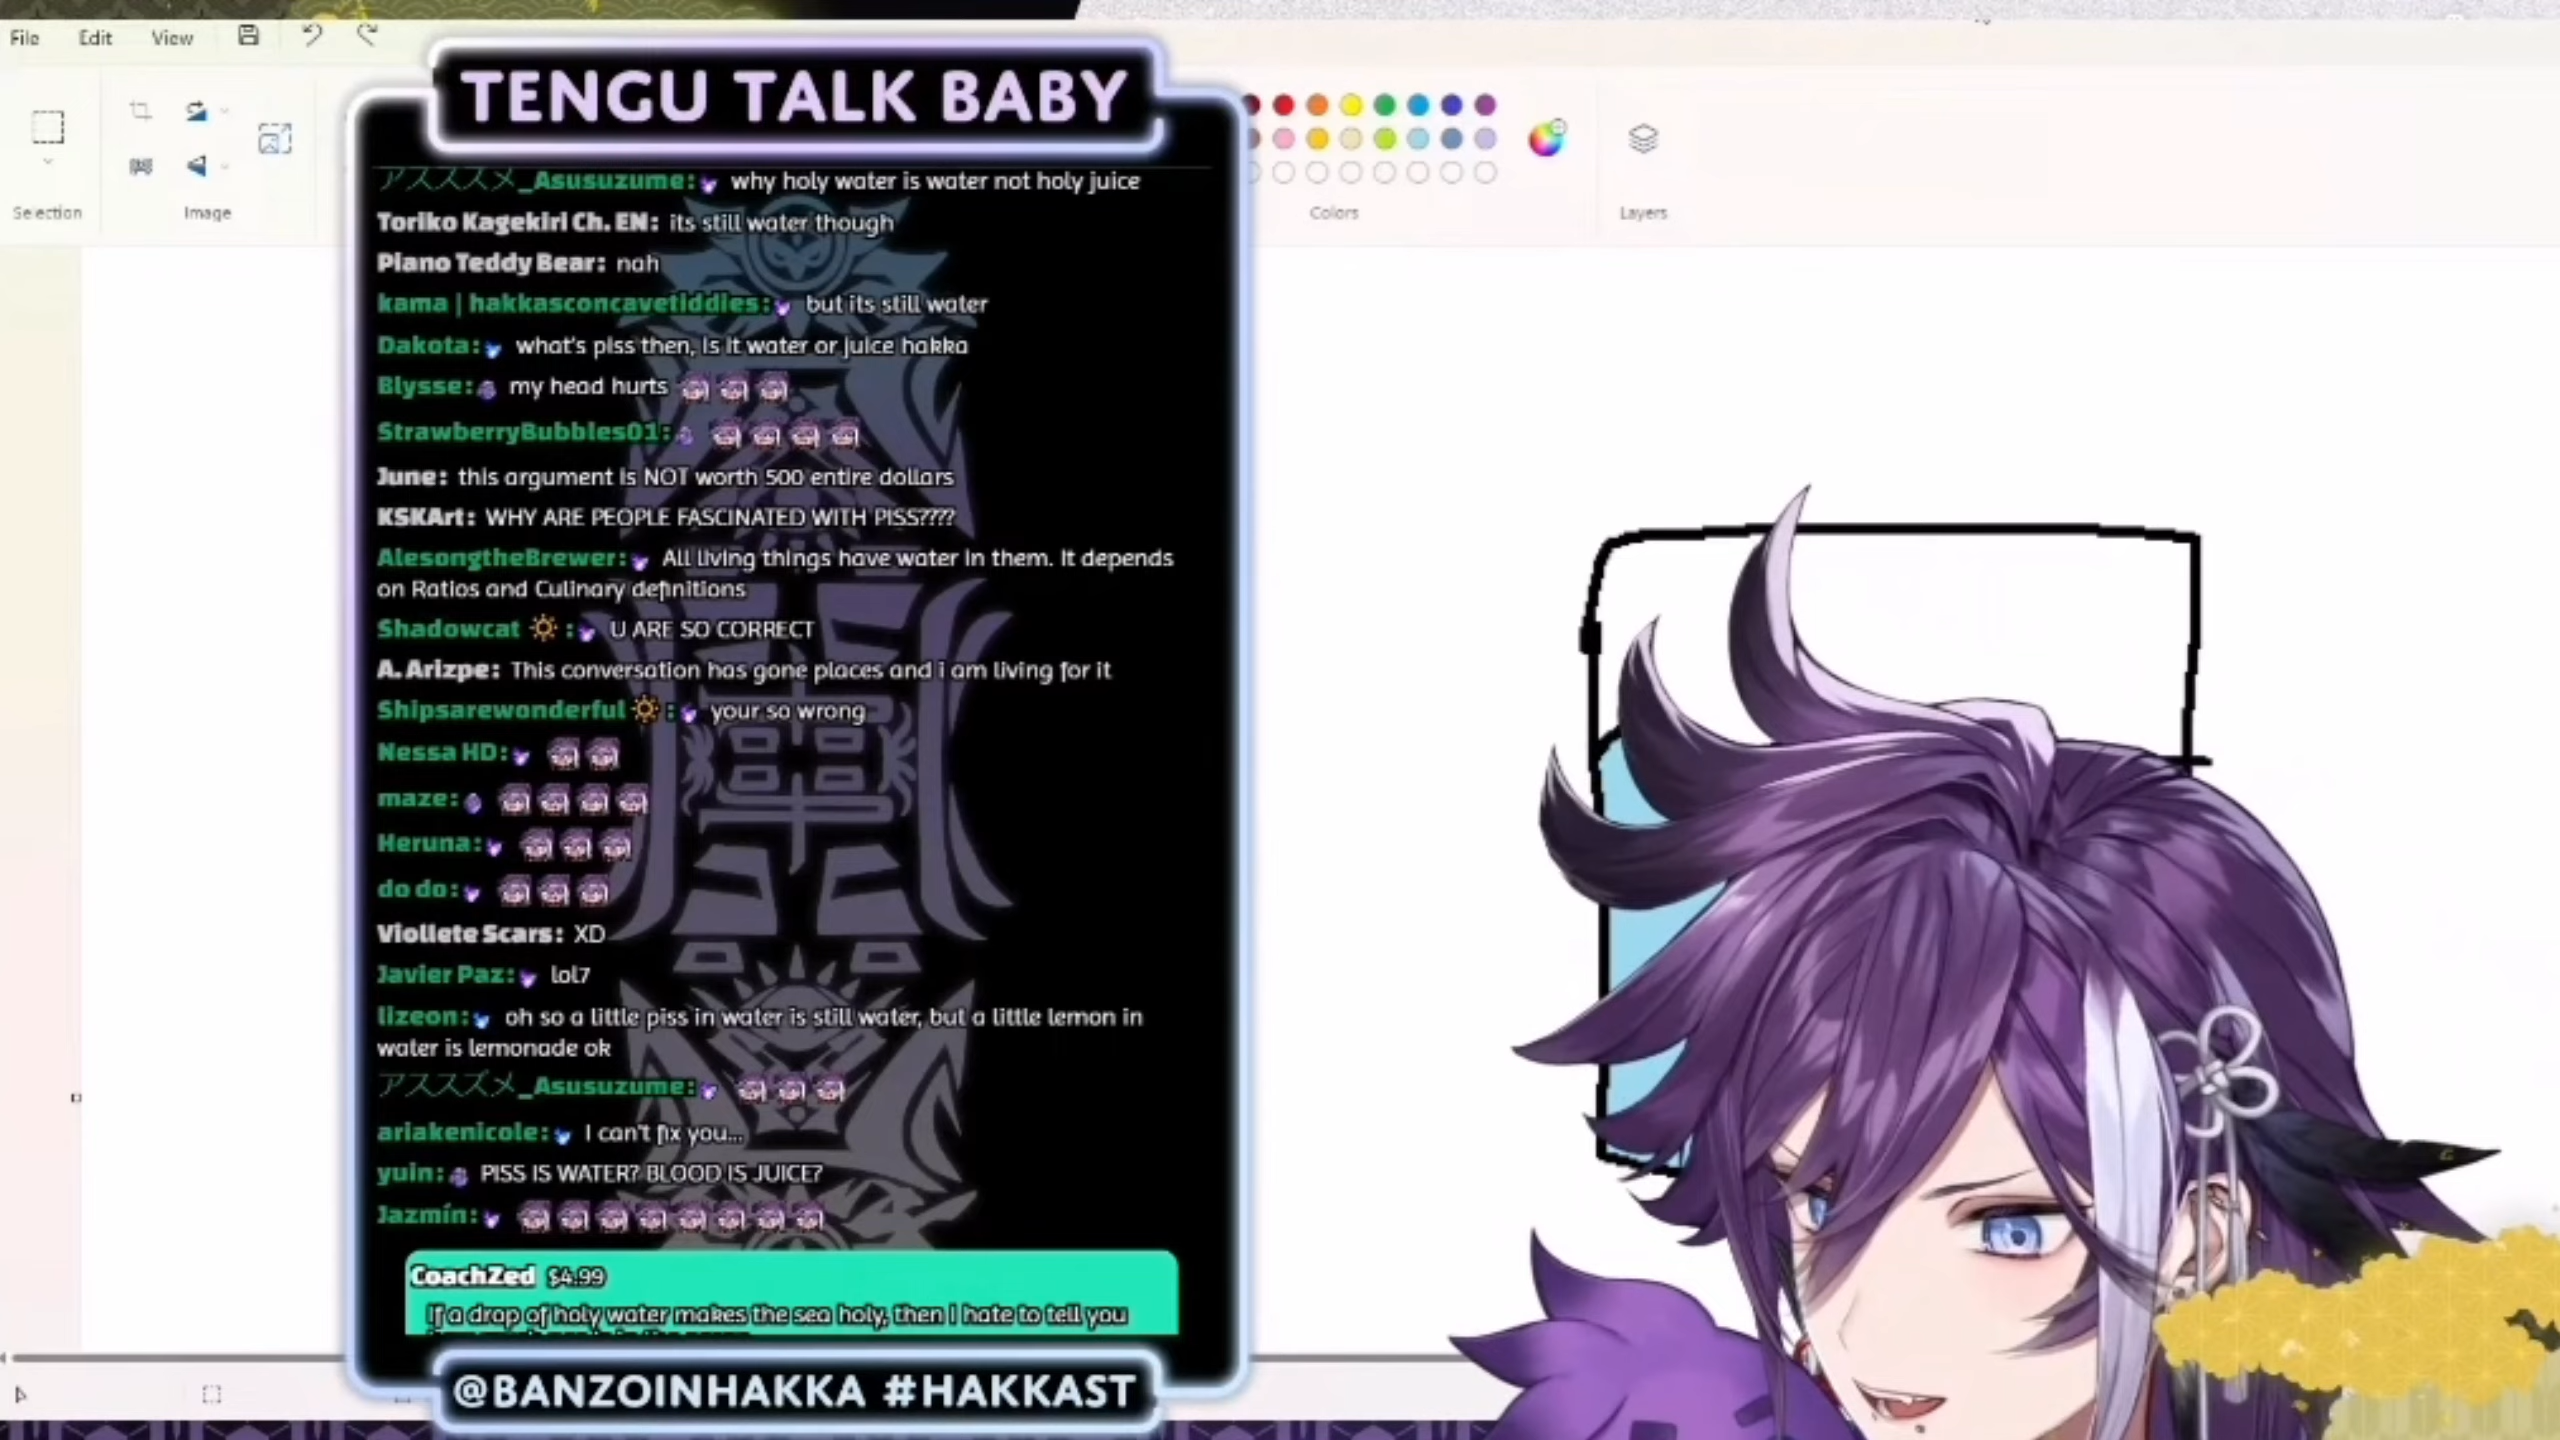 File Edit View
TENGU TALK BABY
Selection
Image
Colors
Layers
アススズメ_Asusuzume: why holy water is water not holy juice
Toriko Kagekiri Ch. EN: its still water though
Piano Teddy Bear: nah
kama | hakkasconcavetiddies: but its still water
Dakota: what's piss then, is it water or juice hakka
Blysse: my head hurts
StrawberryBubbles01:
June: this argument is NOT worth 500 entire dollars
KSKArt: WHY ARE PEOPLE FASCINATED WITH PISS????
AlesongtheBrewer: All living things have water in them. It depends
on Ratios and Culinary definitions
Shadowcat : U ARE SO CORRECT
A. Arizpe: This conversation has gone places and i am living for it
Shipsarewonderful : your so wrong
Nessa HD:
maze:
Heruna:
do do:
Viollete Scars: XD
Javier Paz: lol7
lizeon: oh so a little piss in water is still water, but a little lemon in
water is lemonade ok
アススズメ_Asusuzume:
ariakenicole: I can't fix you...
yuin: PISS IS WATER? BLOOD IS JUICE?
Jazmín:
CoachZed $4.99
If a drop of holy water makes the sea holy, then I hate to tell you
@BANZOINHAKKA #HAKKAST